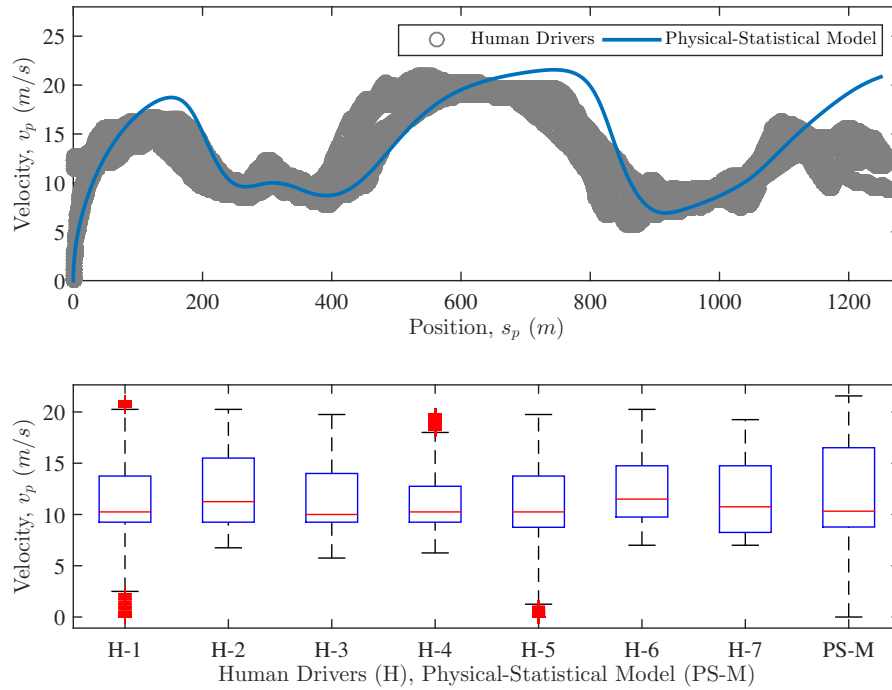 25
20
15
10
5
0
Velocity, v_p (m/s)
Human Drivers
Physical-Statistical Model
0 200 400 600 800 1000 1200
Position, s_p (m)
20
15
10
5
0
Velocity, v_p (m/s)
H-1 H-2 H-3 H-4 H-5 H-6 H-7 PS-M
Human Drivers (H), Physical-Statistical Model (PS-M)